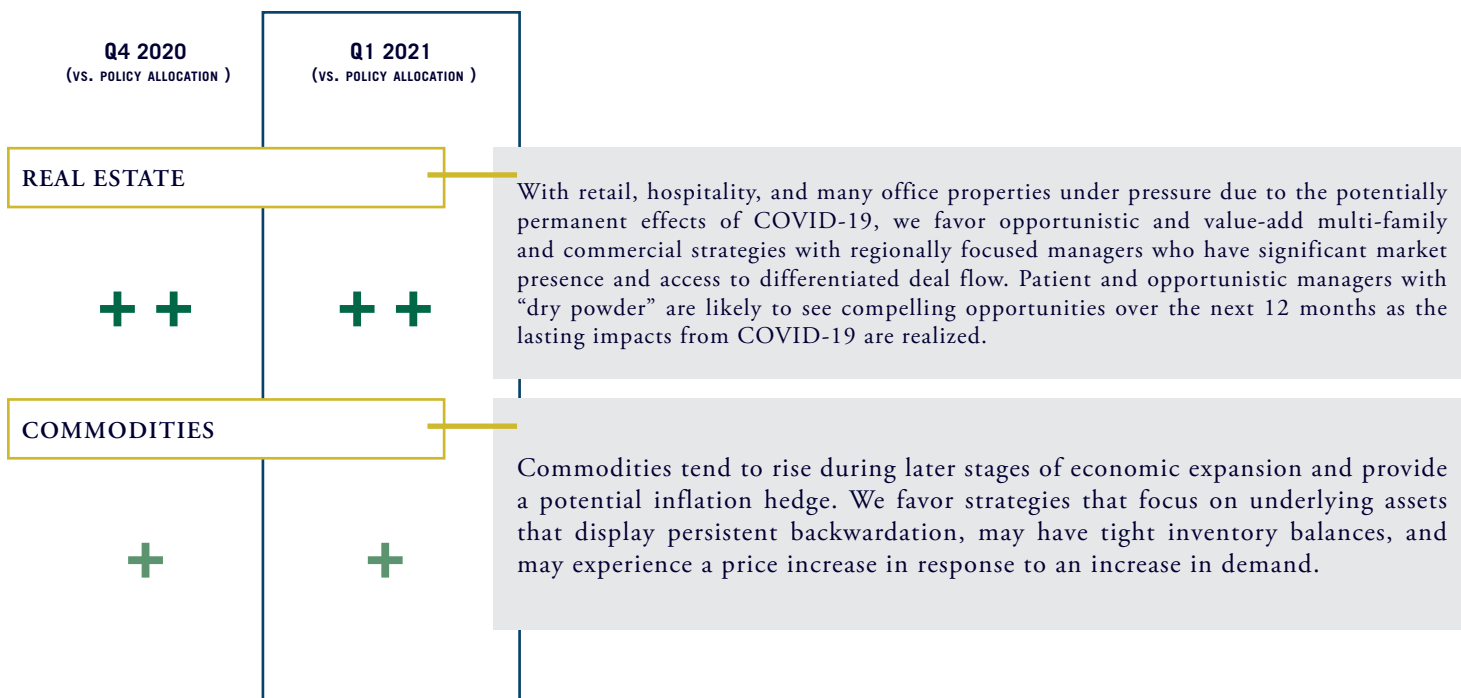 Q4 2020
(VS. POLICY ALLOCATION )
Q1 2021
(VS. POLICY ALLOCATION )
REAL ESTATE
+ +
+ +
With retail, hospitality, and many office properties under pressure due to the potentially
permanent effects of COVID-19, we favor opportunistic and value-add multi-family
and commercial strategies with regionally focused managers who have significant market
presence and access to differentiated deal flow. Patient and opportunistic managers with
“dry powder” are likely to see compelling opportunities over the next 12 months as the
lasting impacts from COVID-19 are realized.
COMMODITIES
+
+
Commodities tend to rise during later stages of economic expansion and provide
a potential inflation hedge. We favor strategies that focus on underlying assets
that display persistent backwardation, may have tight inventory balances, and
may experience a price increase in response to an increase in demand.